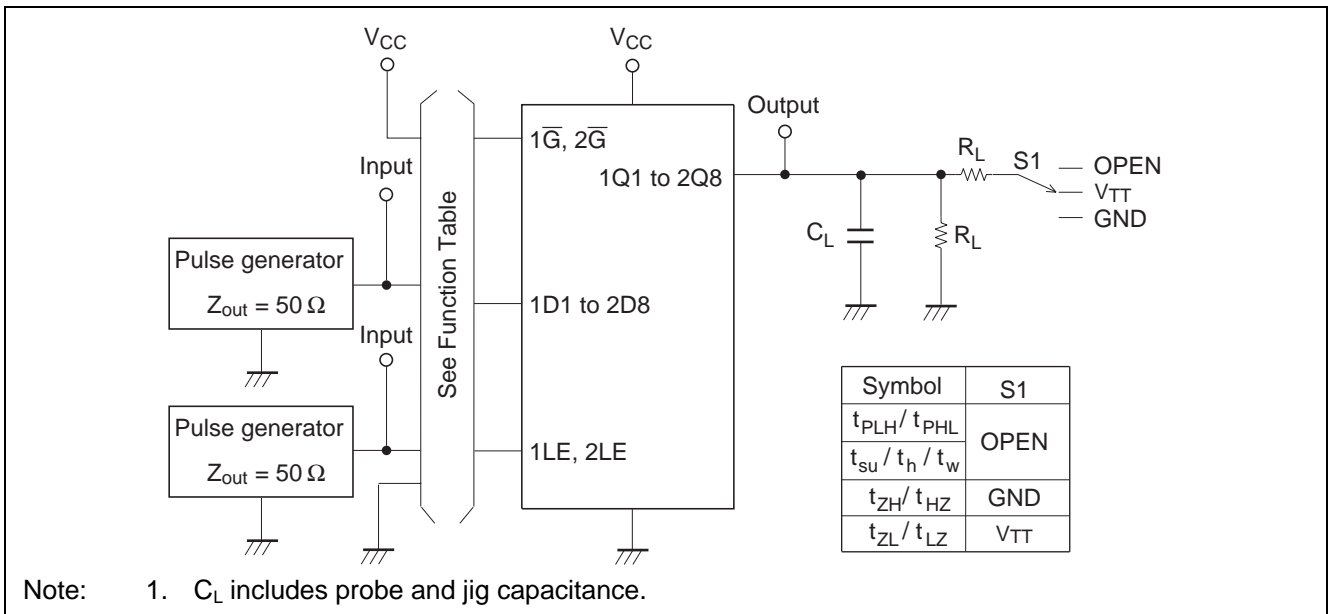 VCC
VCC
Output
1G̅, 2G̅
Input
1Q1 to 2Q8
RL
S1
OPEN
VTT
GND
CL
RL
Pulse generator
Zout = 50 Ω
See Function Table
1D1 to 2D8
Input
Pulse generator
Zout = 50 Ω
1LE, 2LE
Symbol S1
tPLH / tPHL
OPEN
tsu / th / tw
tZH / tHZ GND
tZL / tLZ VTT
Note: 1. CL includes probe and jig capacitance.